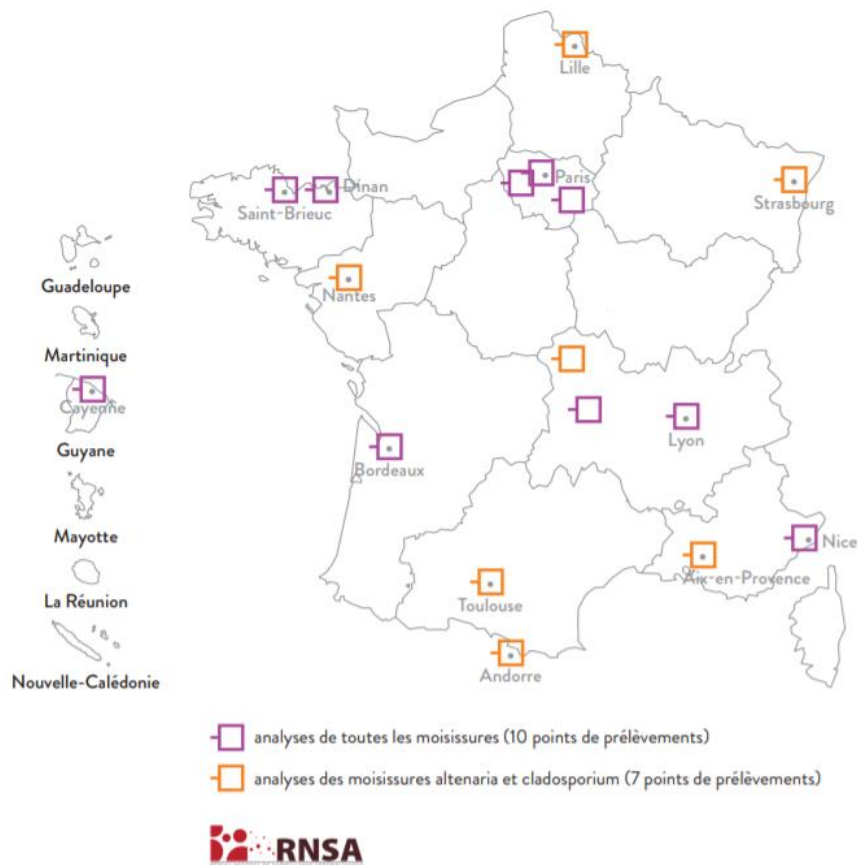 Lille
Paris
Dinan
Saint-Brieuc
Strasbourg
Guadeloupe
Nantes
Martinique
Cayenne
Guyane
Lyon
Bordeaux
Mayotte
Nice
Aix-en-Provence
La Réunion
Toulouse
Andorre
Nouvelle-Calédonie
analyses de toutes les moisissures (10 points de prélèvements)
analyses des moisissures altenaria et cladosporium (7 points de prélèvements)
RNSA